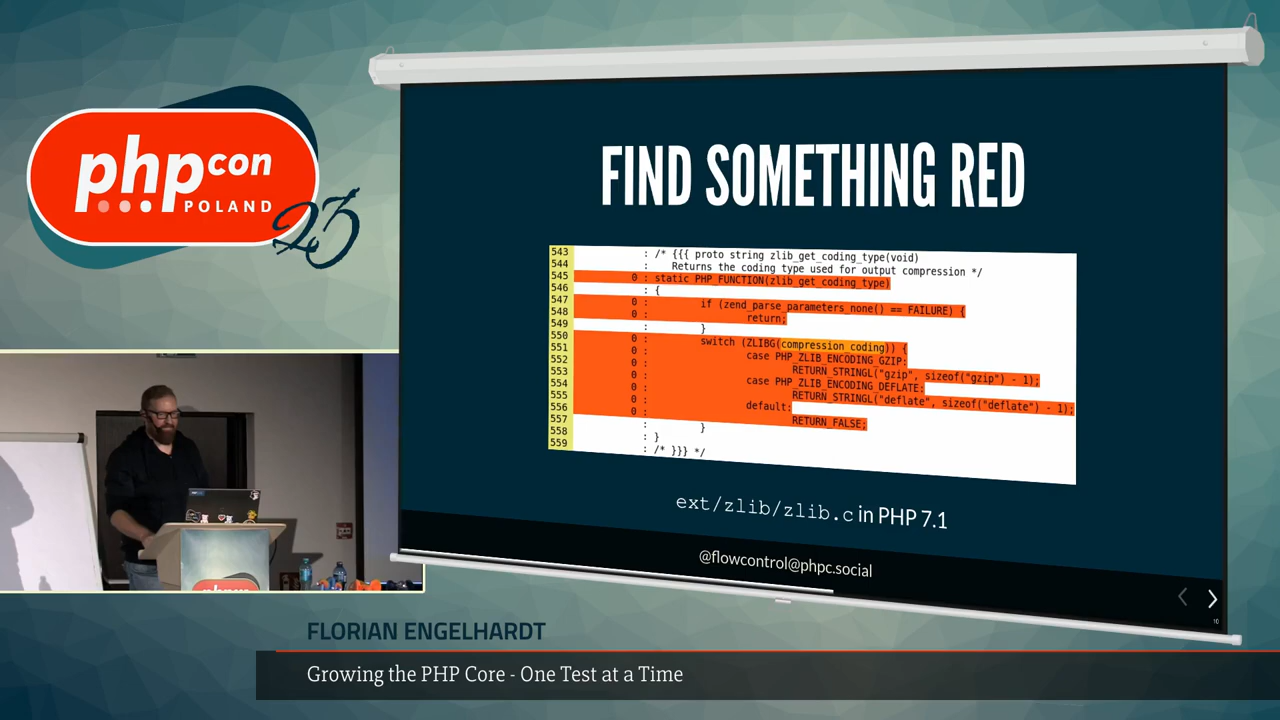 phpcon
POLAND
23
FIND SOMETHING RED
543 : /* {{{ proto string zlib_get_coding_type(void)
544 : Returns the coding type used for output compression */
545 0 : static PHP_FUNCTION(zlib_get_coding_type)
546 : {
547 0 : if (zend_parse_parameters_none() == FAILURE) {
548 0 : return;
549 : }
550 0 : switch (ZLIBG(compression_coding)) {
551 0 : case PHP_ZLIB_ENCODING_GZIP:
552 0 : RETURN_STRINGL("gzip", sizeof("gzip") - 1);
553 0 : case PHP_ZLIB_ENCODING_DEFLATE:
554 0 : RETURN_STRINGL("deflate", sizeof("deflate") - 1);
555 0 : default:
556 0 : RETURN_FALSE;
557 : }
558 : }
559 : /* }}} */
ext/zlib/zlib.c in PHP 7.1
@flowcontrol@phpc.social
10
FLORIAN ENGELHARDT
Growing the PHP Core - One Test at a Time